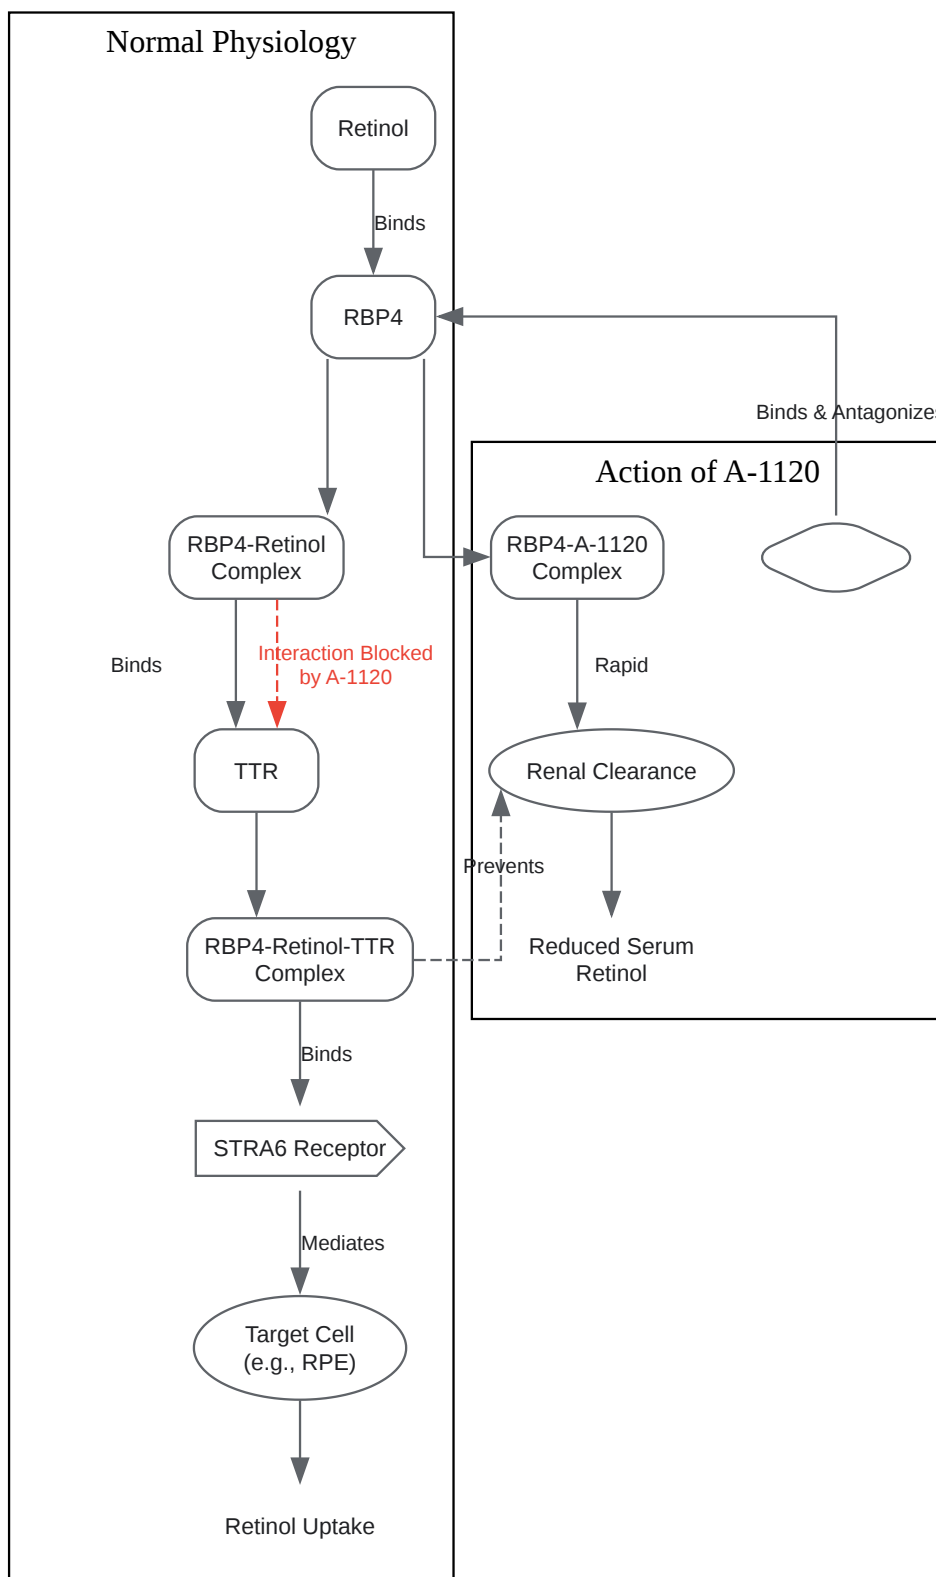 Normal Physiology
Retinol
Binds
RBP4
Binds & Antagonizes
Action of A-1120
RBP4-Retinol
Complex
RBP4-A-1120
Complex
Binds
Interaction Blocked
by A-1120
Rapid
TTR
Renal Clearance
Prevents
RBP4-Retinol-TTR
Complex
Reduced Serum
Retinol
Binds
STRA6 Receptor
Mediates
Target Cell
(e.g., RPE)
Retinol Uptake